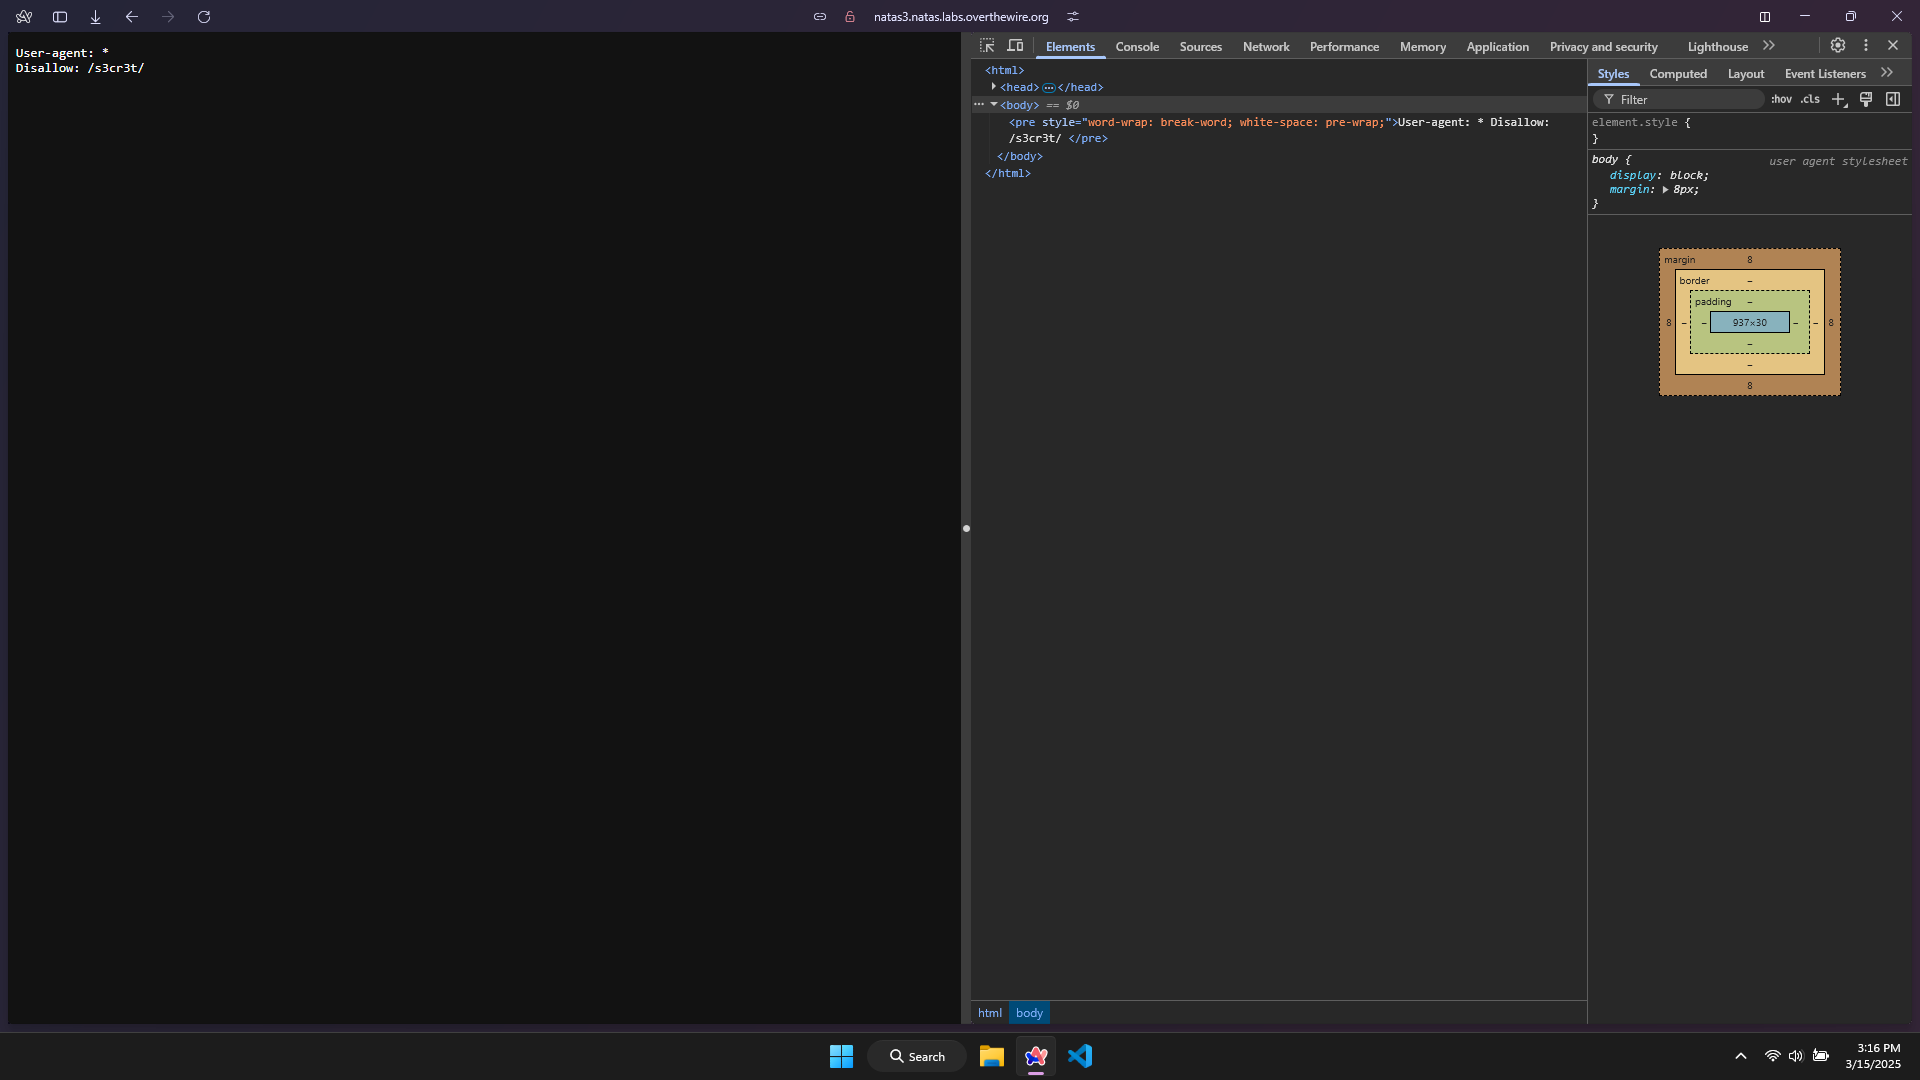 natas3.natas.labs.overthewire.org
User-agent: *
Disallow: /s3cr3t/
Elements Console Sources Network Performance Memory Application Privacy and security Lighthouse
<html>
<head> </head>
<body> == $0
<pre style="word-wrap: break-word; white-space: pre-wrap;">User-agent: * Disallow:
/s3cr3t/ </pre>
</body>
</html>
html body
Styles Computed Layout Event Listeners
Filter :hov .cls
element.style {
}
body { user agent stylesheet
display: block;
margin: 8px;
}
margin 8
border –
padding –
8 – – 937×30 – – 8
–
–
8
Search
3:16 PM
3/15/2025